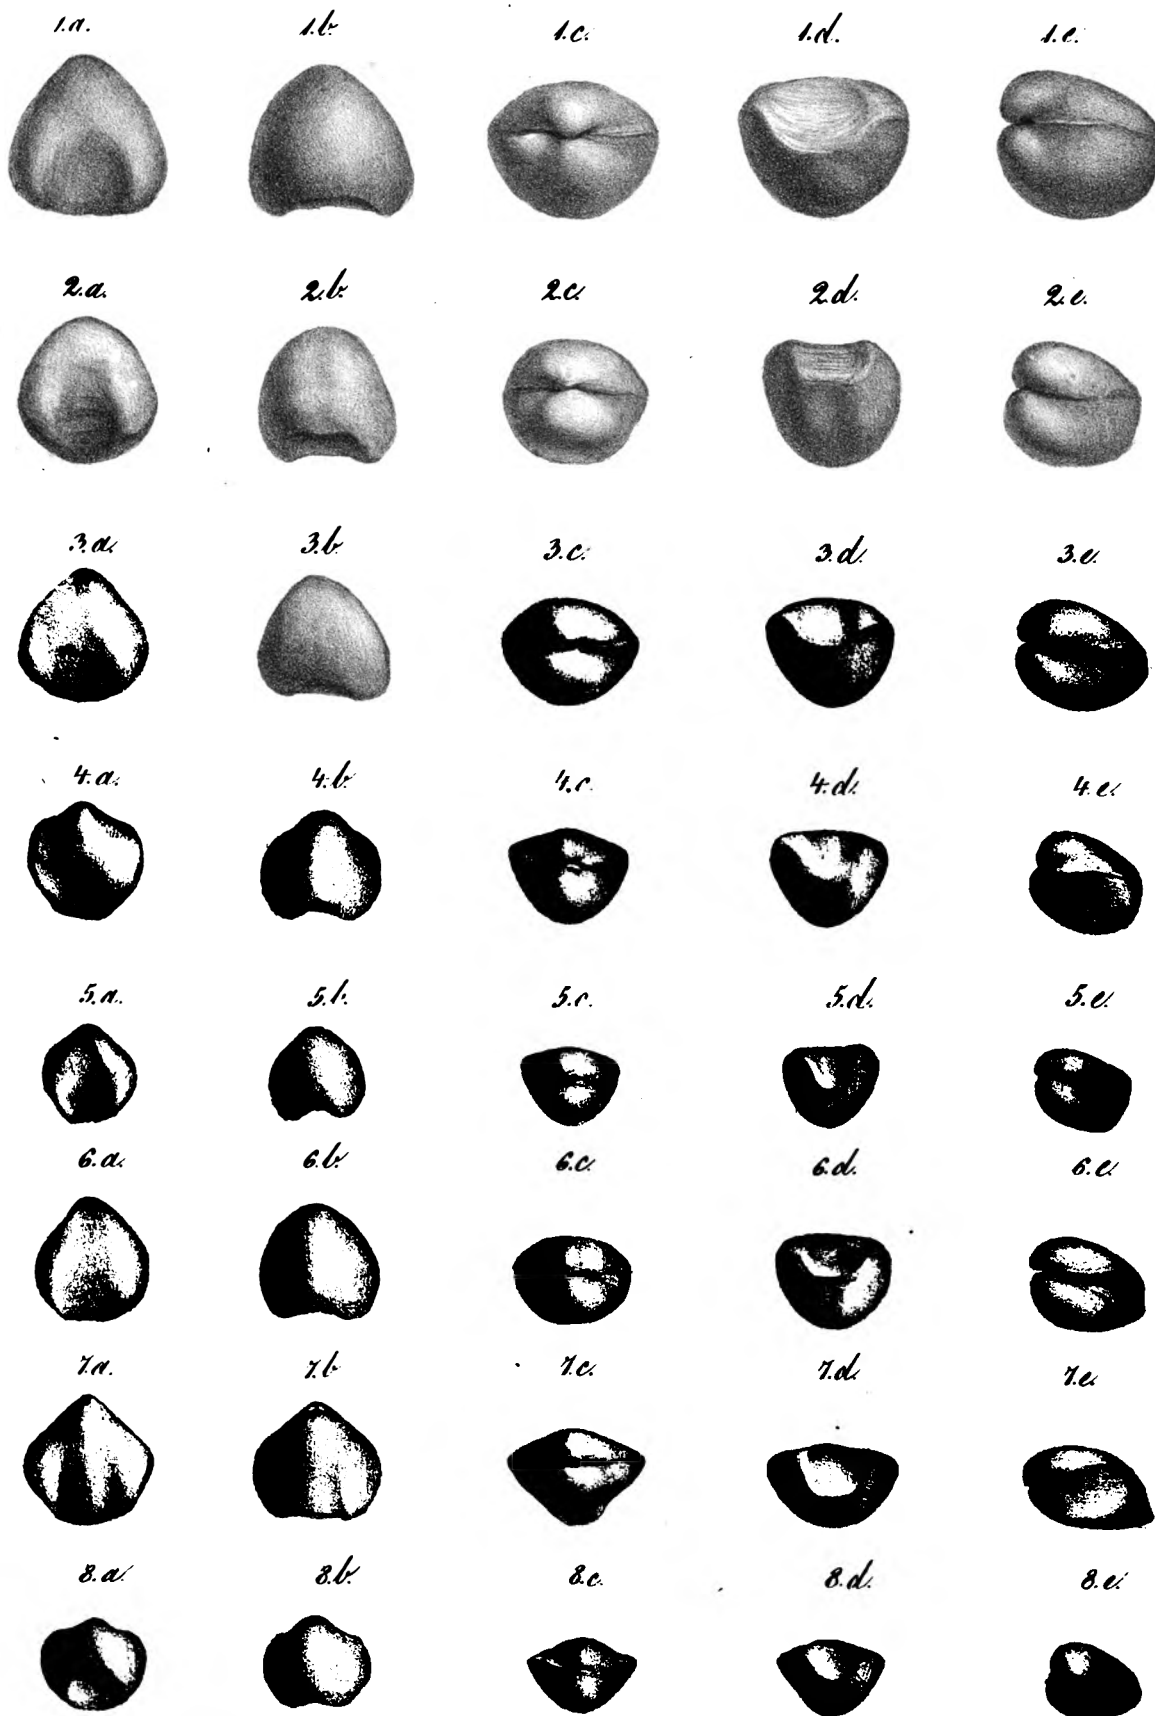 1.a. 1.b. 1.c. 1.d. 1.e.
2.a. 2.b. 2.c. 2.d. 2.e.
3.a. 3.b 3.c. 3.d. 3.e.
4.a. 4.b. 4.c. 4.d. 4.e.
5.a. 5.b. 5.c. 5.d. 5.e.
6.a. 6.b. 6.c. 6.d. 6.e.
7.a. 7.b 7.c. 7.d. 7.e.
8.a. 8.b. 8.c. 8.d. 8.e.